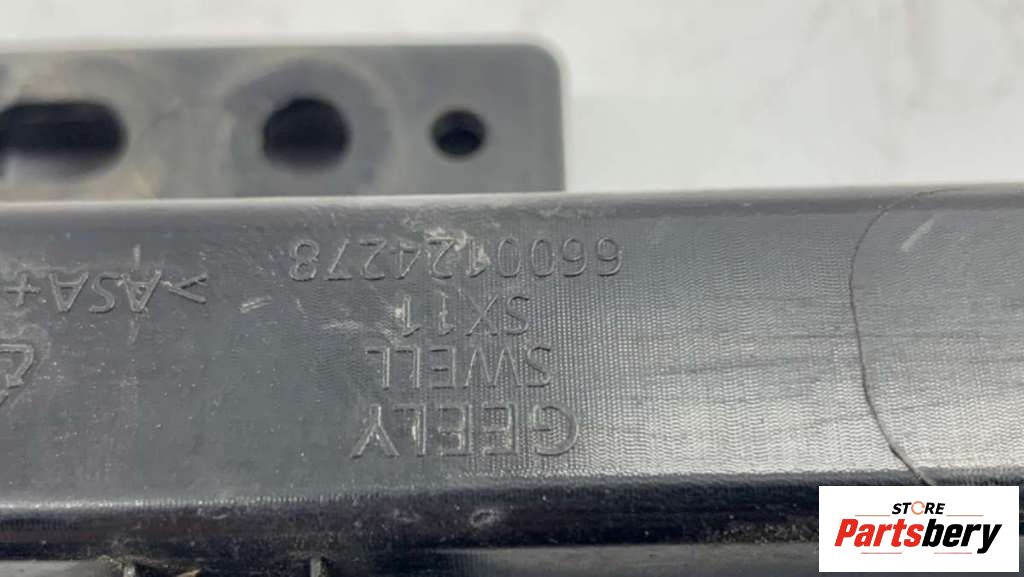 GEELY
SWELL
SX11
6600124278
>ASA+
STORE
Partsbery